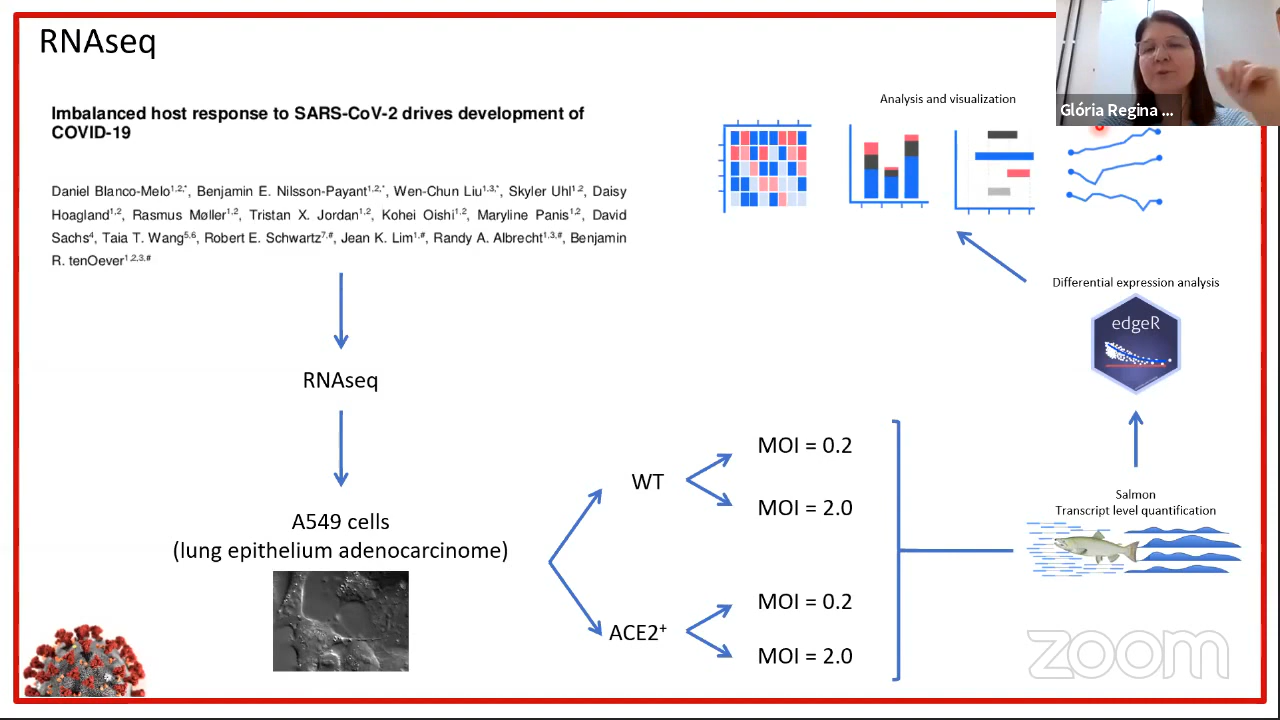 RNAseq
Glória Regina ...
Imbalanced host response to SARS-CoV-2 drives development of
COVID-19
Daniel Blanco-Melo1,2,*, Benjamin E. Nilsson-Payant1,2,*, Wen-Chun Liu1,3,*, Skyler Uhl1,2, Daisy
Hoagland1,2, Rasmus Møller1,2, Tristan X. Jordan1,2, Kohei Oishi1,2, Maryline Panis1,2, David
Sachs4, Taia T. Wang5,6, Robert E. Schwartz7,#, Jean K. Lim1,#, Randy A. Albrecht1,3,#, Benjamin
R. tenOever1,2,3,#
RNAseq
A549 cells
(lung epithelium adenocarcinome)
WT
MOI = 0.2
MOI = 2.0
ACE2+
MOI = 0.2
MOI = 2.0
Salmon
Transcript level quantification
Differential expression analysis
edgeR
Analysis and visualization
zoom